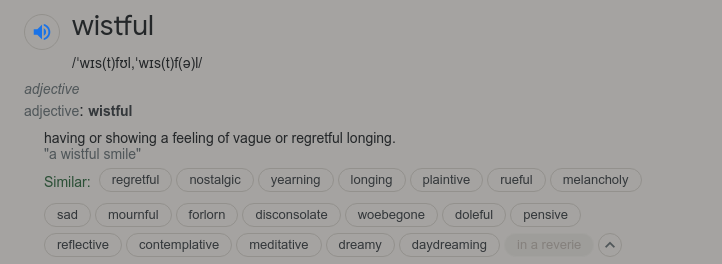 wistful
/ˈwɪs(t)fʊl,ˈwɪs(t)f(ə)l/
adjective
adjective: wistful
having or showing a feeling of vague or regretful longing.
"a wistful smile"
Similar: regretful nostalgic yearning longing plaintive rueful melancholy
sad mournful forlorn disconsolate woebegone doleful pensive
reflective contemplative meditative dreamy daydreaming in a reverie